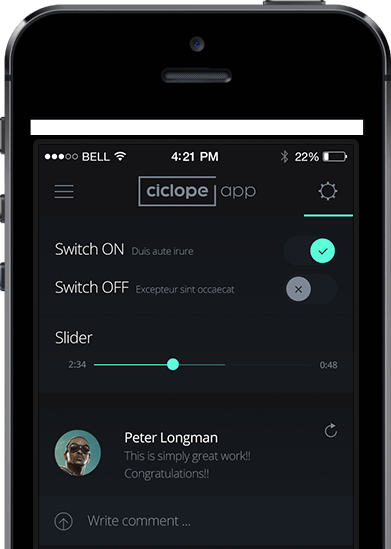 BELL 4:21 PM 22%
ciclope app
Switch ON Duis aute irure
Switch OFF Excepteur sint occaecat
Slider
2:34 0:48
Peter Longman
This is simply great work!!
Congratulations!!
Write comment ...